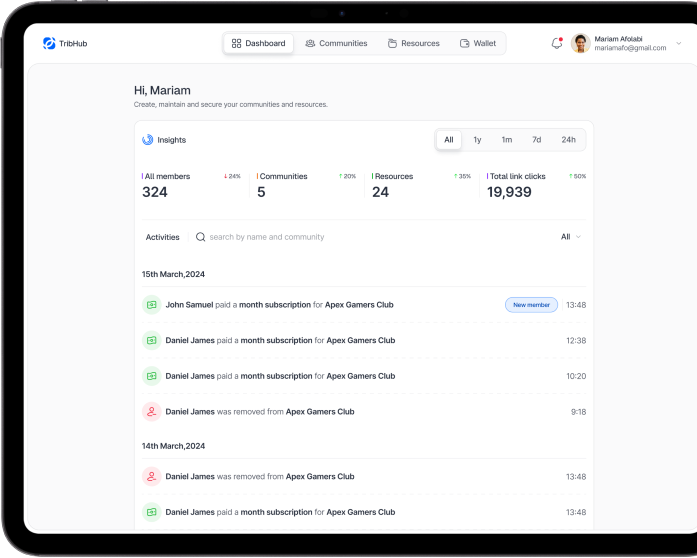 TribHub
Dashboard Communities Resources Wallet
Mariam Afolabi
mariamafo@gmail.com
Hi, Mariam
Create, maintain and secure your communities and resources.
Insights
All 1y 1m 7d 24h
All members ↓ 24% Communities ↑ 20% Resources ↑ 35% Total link clicks ↑ 50%
324 5 24 19,939
Activities search by name and community All
15th March,2024
John Samuel paid a month subscription for Apex Gamers Club New member 13:48
Daniel James paid a month subscription for Apex Gamers Club 12:38
Daniel James paid a month subscription for Apex Gamers Club 10:20
Daniel James was removed from Apex Gamers Club 9:18
14th March,2024
Daniel James was removed from Apex Gamers Club 13:48
Daniel James paid a month subscription for Apex Gamers Club 13:48